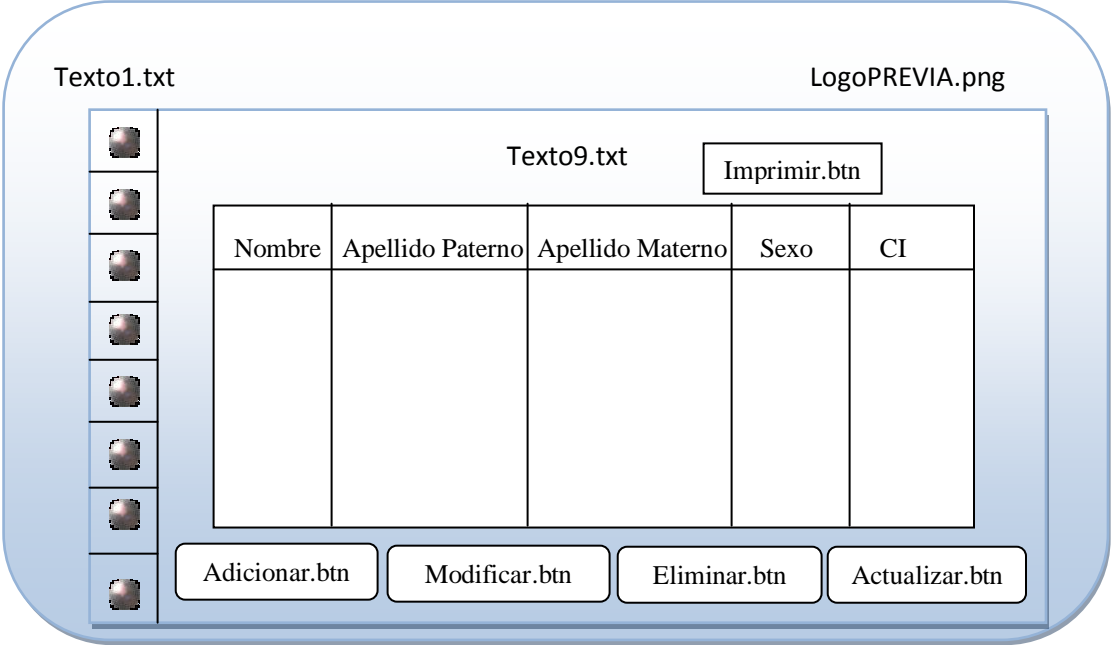 Texto1.txt LogoPREVIA.png
Texto9.txt Imprimir.btn
Nombre Apellido Paterno Apellido Materno Sexo CI
Adicionar.btn Modificar.btn Eliminar.btn Actualizar.btn